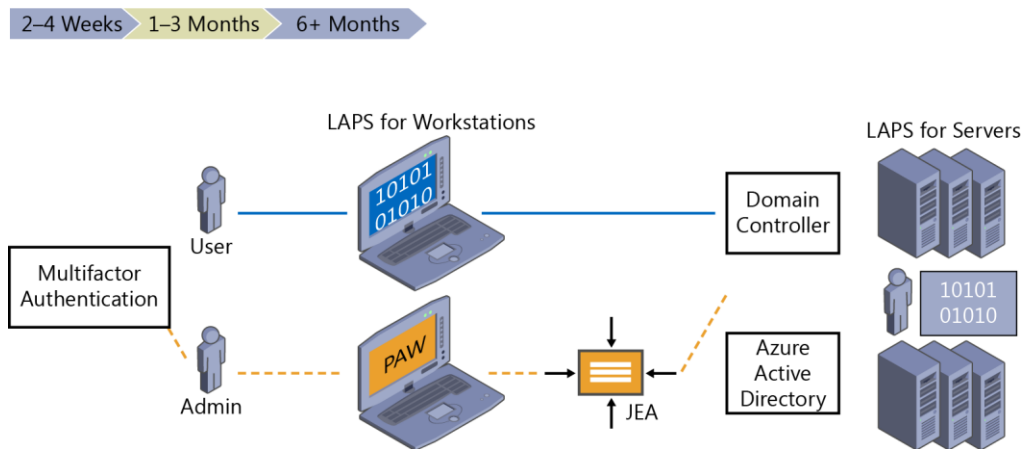 2–4 Weeks
1–3 Months
6+ Months
LAPS for Workstations
LAPS for Servers
10101
01010
User
Domain
Controller
Multifactor
Authentication
10101
01010
PAW
Admin
JEA
Azure
Active
Directory